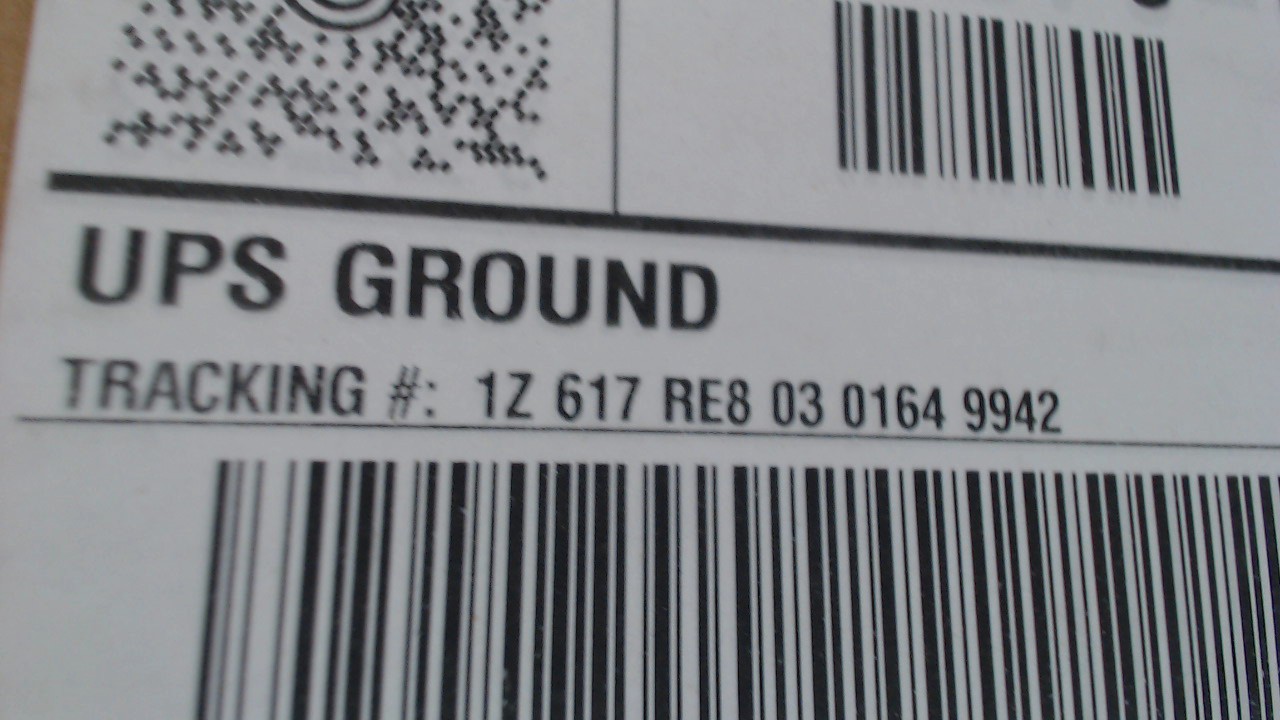 UPS GROUND
TRACKING #: 1Z 617 RE8 03 0164 9942